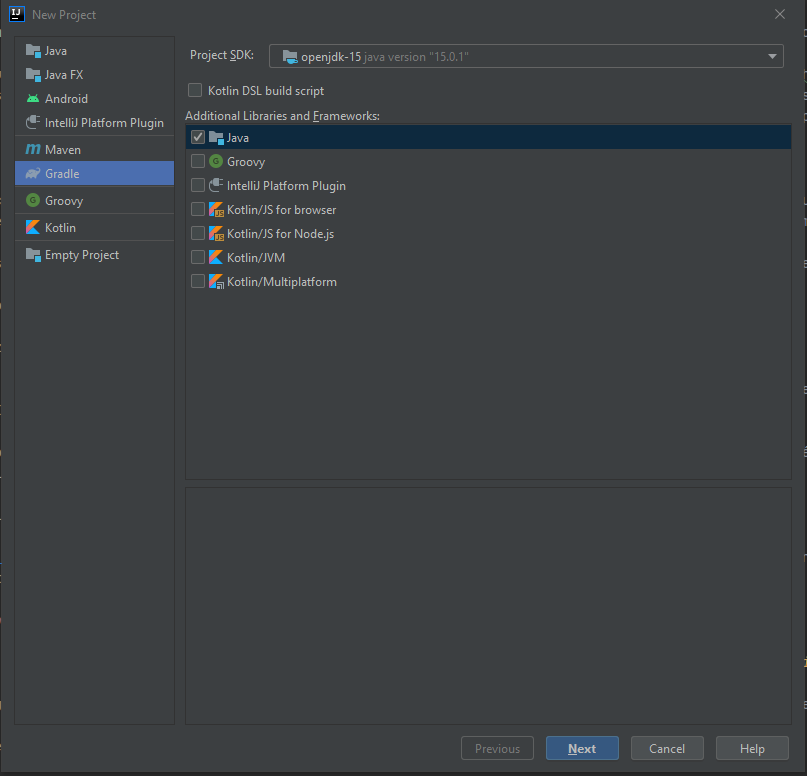 New Project
Java
Java FX
Android
IntelliJ Platform Plugin
Maven
Gradle
Groovy
Kotlin
Empty Project
Project SDK: openjdk-15 java version "15.0.1"
Kotlin DSL build script
Additional Libraries and Frameworks:
Java
Groovy
IntelliJ Platform Plugin
Kotlin/JS for browser
Kotlin/JS for Node.js
Kotlin/JVM
Kotlin/Multiplatform
Previous Next Cancel Help